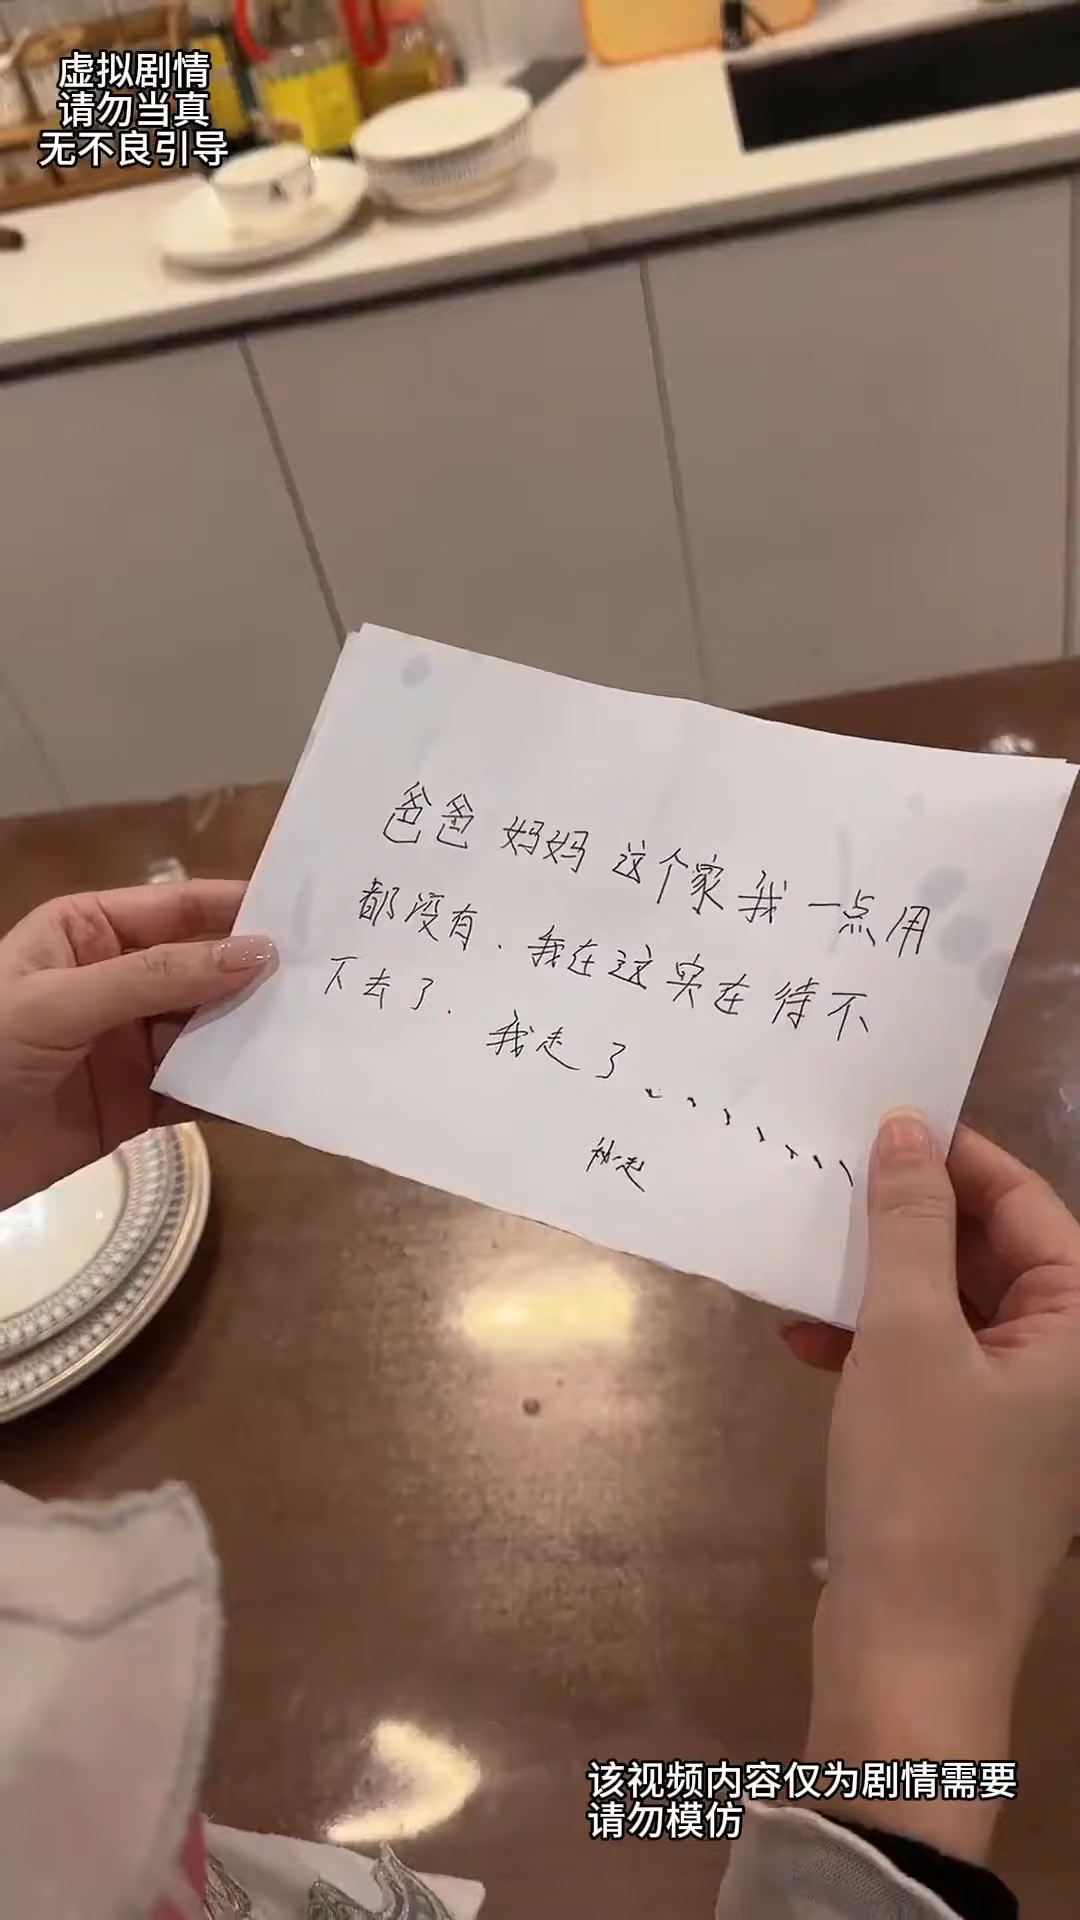 虚拟剧情
请勿当真
无不良引导
爸爸 妈妈 这个家 我 一点用
都没有、我在这实在待不
下去了. 我走了、、、、、、、
该视频内容仅为剧情需要
请勿模仿